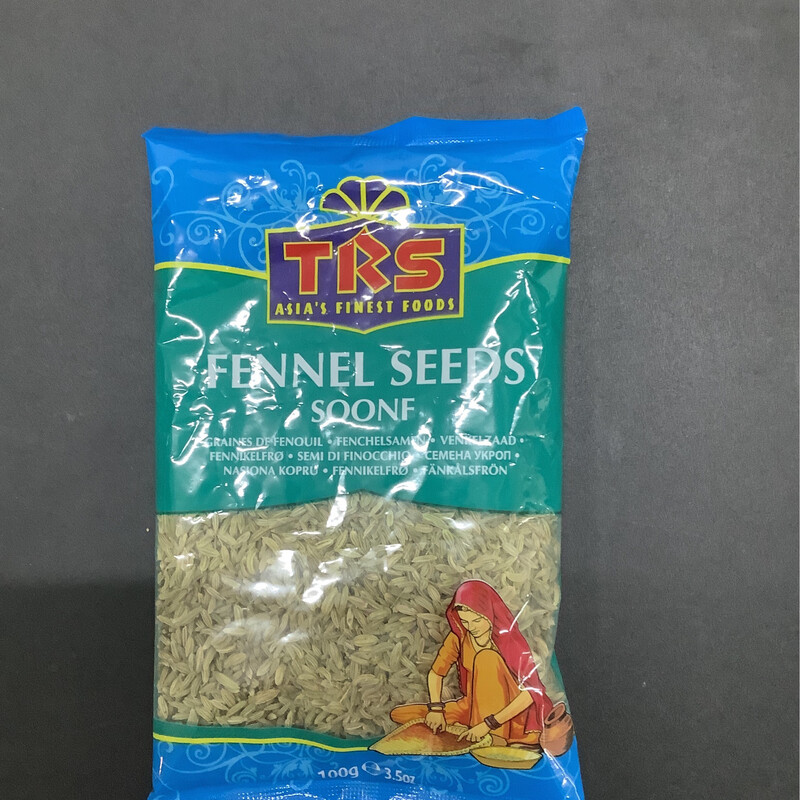 TRS
ASIA'S FINEST FOODS
FENNEL SEEDS
SOONF
GRAINES DE FENOUIL • FENCHELSAMEN • VENKELZAAD •
FENNIKELFRØ • SEMI DI FINOCCHIO • СЕМЕНА УКРОП •
NASIONA KOPRU • FENNIKELFRØ • FÄNKÅLSFRÖN
100g ℮ 3.5oz